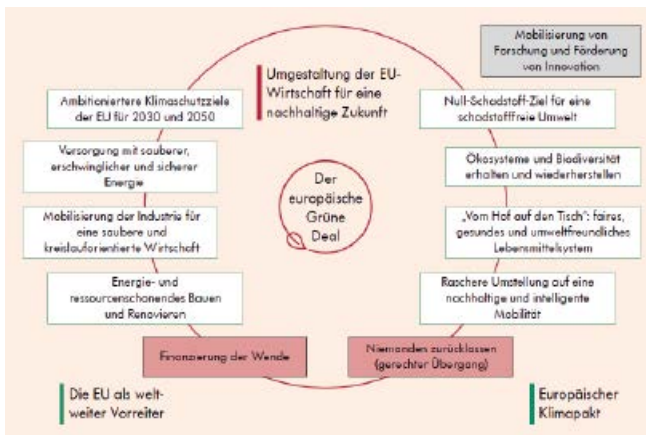 Mobilisierung von
Forschung und Förderung
von Innovation
Umgestaltung der EU-
Wirtschaft für eine
nachhaltige Zukunft
Ambitioniertere Klimaschutzziele
der EU für 2030 und 2050
Versorgung mit sauberer,
erschwinglicher und sicherer
Energie
Mobilisierung der Industrie für
eine saubere und
kreislauforientierte Wirtschaft
Energie- und
ressourcenschonendes Bauen
und Renovieren
Der
europäische
Grüne
Deal
Null-Schadstoff-Ziel für eine
schadstofffreie Umwelt
Ökosysteme und Biodiversität
erhalten und wiederherstellen
„Vom Hof auf den Tisch“: faires,
gesundes und umweltfreundliches
Lebensmittelsystem
Raschere Umstellung auf eine
nachhaltige und intelligente
Mobilität
Finanzierung der Wende
Niemanden zurücklassen
(gerechter Übergang)
Die EU als welt-
weiter Vorreiter
Europäischer
Klimapakt